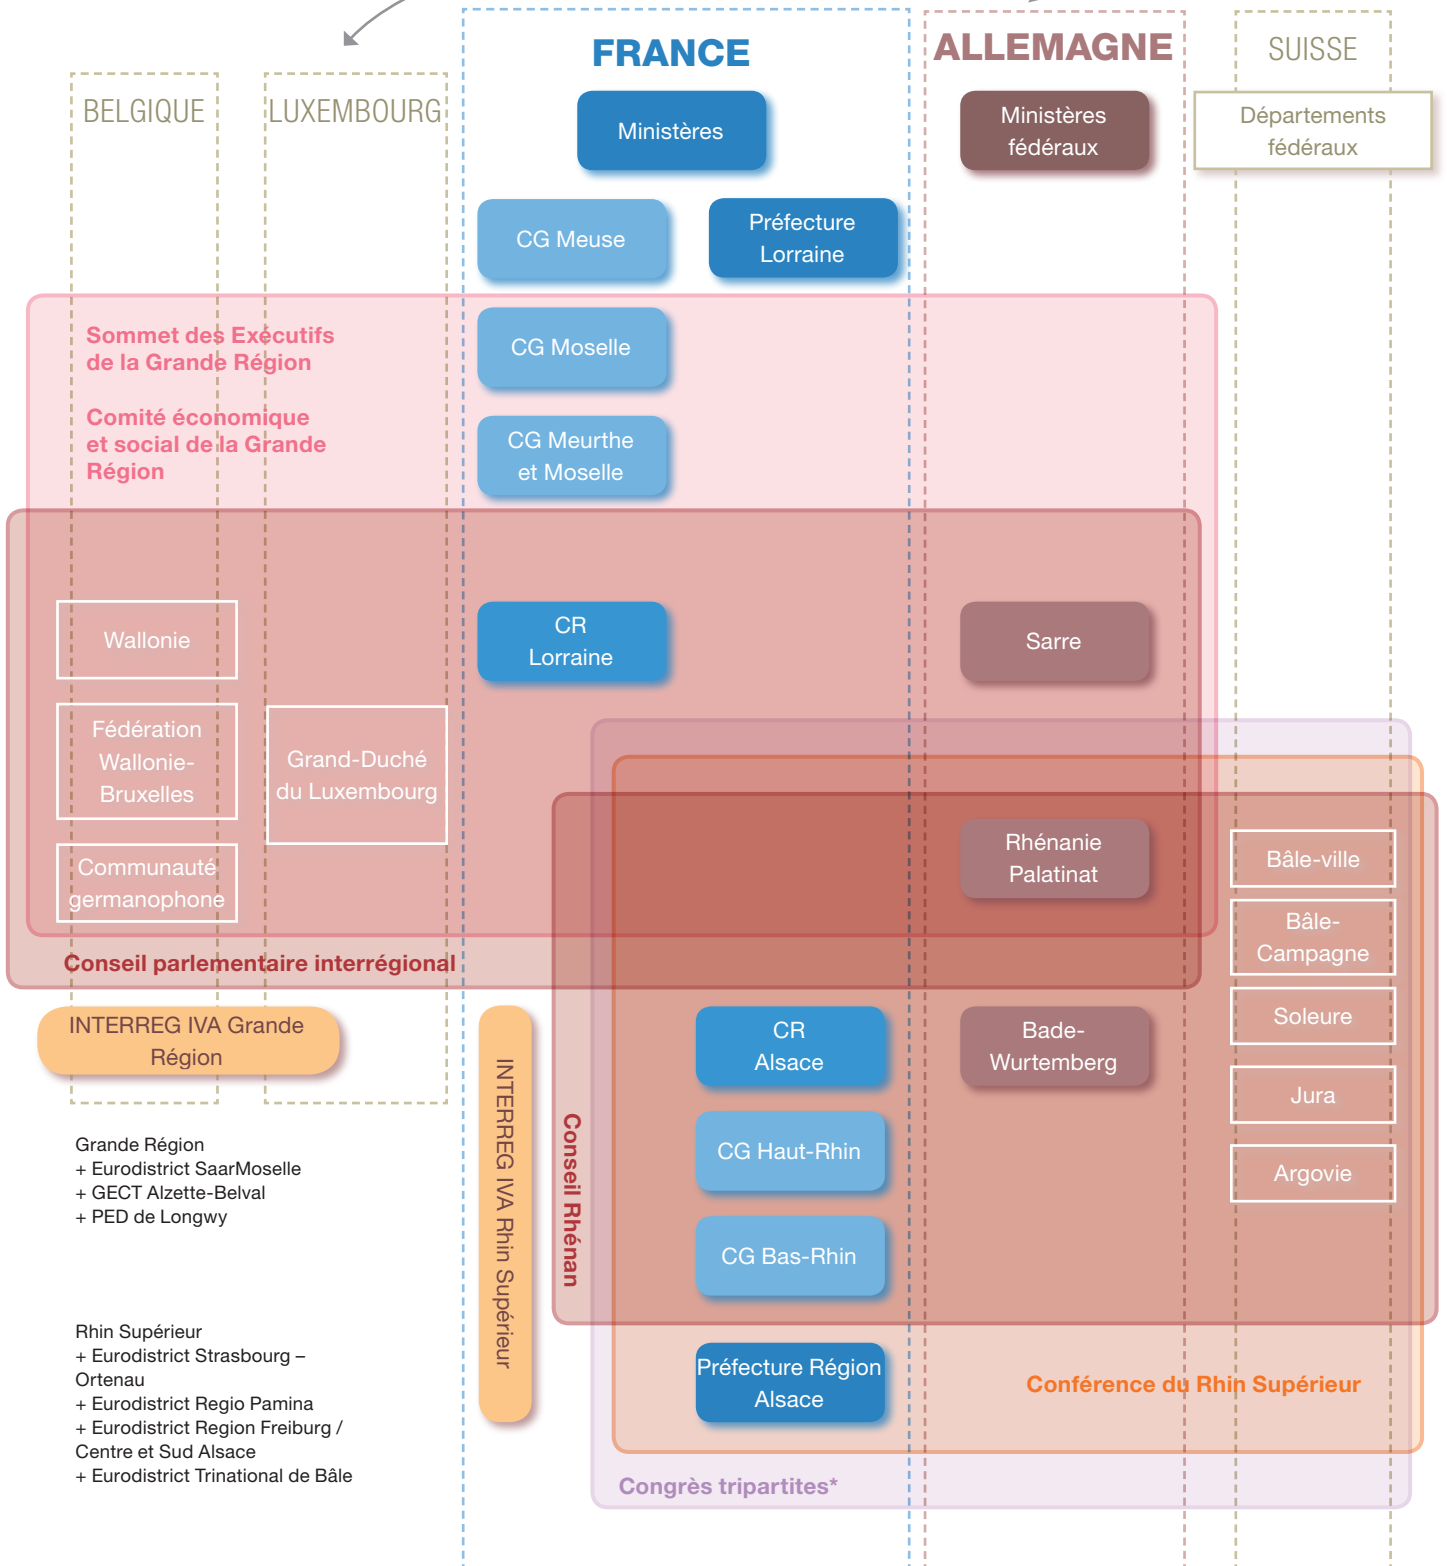 FRANCE
ALLEMAGNE
SUISSE
BELGIQUE
LUXEMBOURG
Ministères
Ministères
fédéraux
Départements
fédéraux
CG Meuse
Préfecture
Lorraine
Sommet des Exécutifs
de la Grande Région
CG Moselle
Comité économique
et social de la Grande
Région
CG Meurthe
et Moselle
Wallonie
CR
Lorraine
Sarre
Fédération
Wallonie-
Bruxelles
Grand-Duché
du Luxembourg
Communauté
germanophone
Rhénanie
Palatinat
Bâle-ville
Bâle-
Campagne
Conseil parlementaire interrégional
INTERREG IVA Grande
Région
INTERREG IVA Rhin Supérieur
Conseil Rhénan
CR
Alsace
Bade-
Wurtemberg
Soleure
Jura
Argovie
CG Haut-Rhin
CG Bas-Rhin
Grande Région
+ Eurodistrict SaarMoselle
+ GECT Alzette-Belval
+ PED de Longwy
Rhin Supérieur
+ Eurodistrict Strasbourg –
Ortenau
+ Eurodistrict Regio Pamina
+ Eurodistrict Region Freiburg /
Centre et Sud Alsace
+ Eurodistrict Trinational de Bâle
Préfecture Région
Alsace
Conférence du Rhin Supérieur
Congrès tripartites*